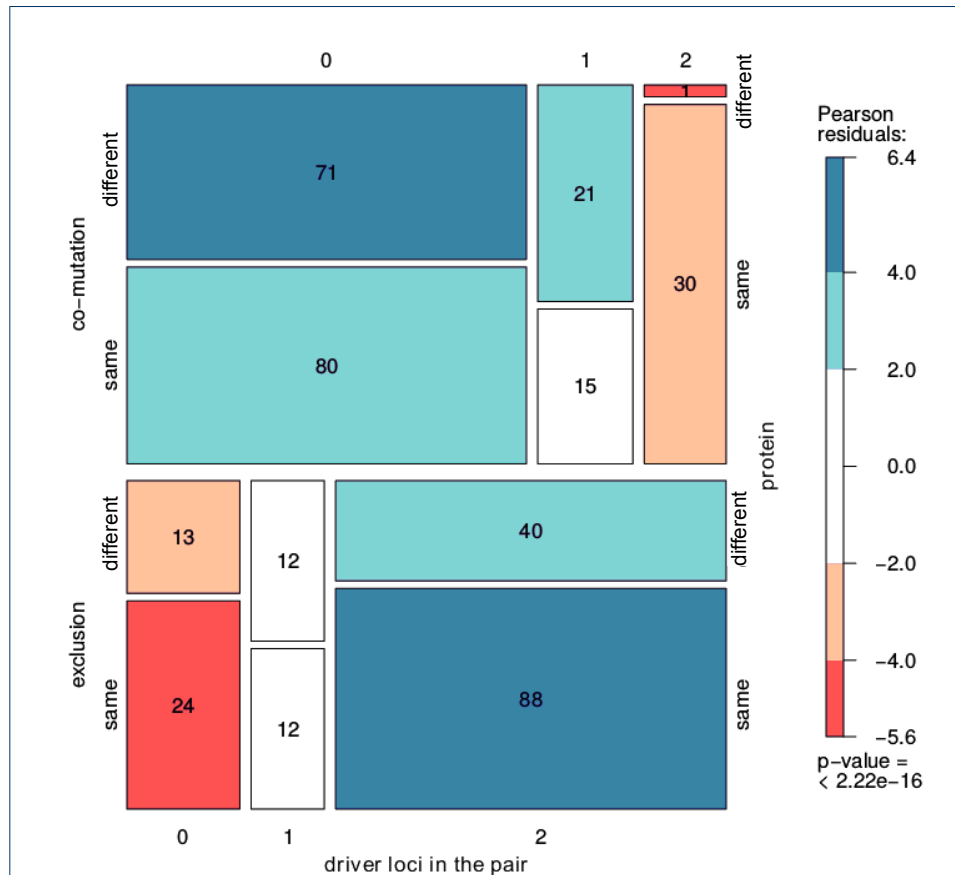 0 1 2
different
different
1
71
21
Pearson
residuals:
6.4
4.0
2.0
0.0
−2.0
−4.0
−5.6
p−value =
< 2.22e−16
co−mutation
same
80
15
30
same
protein
different
13
12
40
different
exclusion
same
24
12
88
same
0 1 2
driver loci in the pair